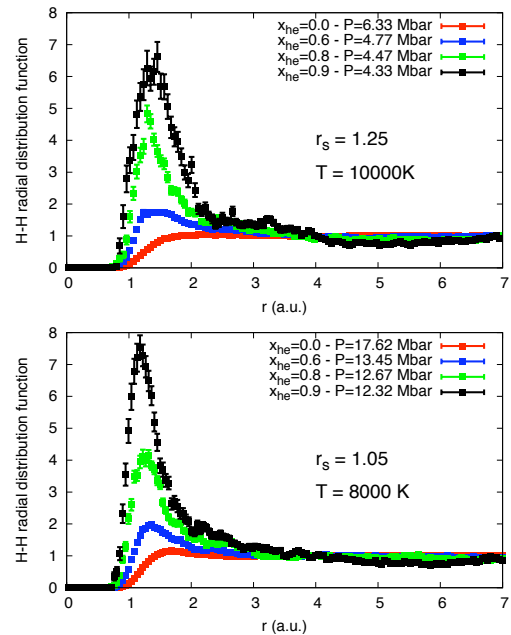 8
7
6
5
4
3
2
1
0
H-H radial distribution function
x_he=0.0 - P=6.33 Mbar
x_he=0.6 - P=4.77 Mbar
x_he=0.8 - P=4.47 Mbar
x_he=0.9 - P=4.33 Mbar
r_s = 1.25
T = 10000K
0 1 2 3 4 5 6 7
r (a.u.)
8
7
6
5
4
3
2
1
0
H-H radial distribution function
x_he=0.0 - P=17.62 Mbar
x_he=0.6 - P=13.45 Mbar
x_he=0.8 - P=12.67 Mbar
x_he=0.9 - P=12.32 Mbar
r_s = 1.05
T = 8000 K
0 1 2 3 4 5 6 7
r (a.u.)